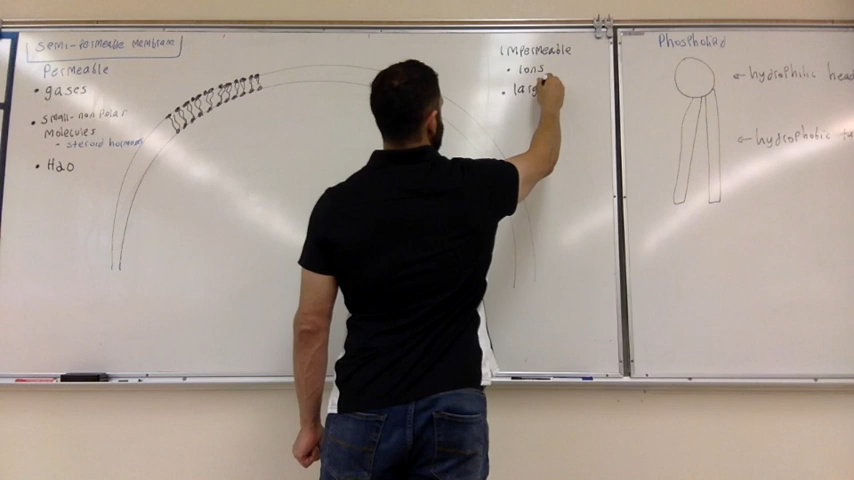 Semi-Permeable Membrane
Permeable
• gases
• small-non polar
molecules
- steroid hormones
• H2O
Impermeable
• Ions
Phospholipid
hydrophilic head
hydrophobic